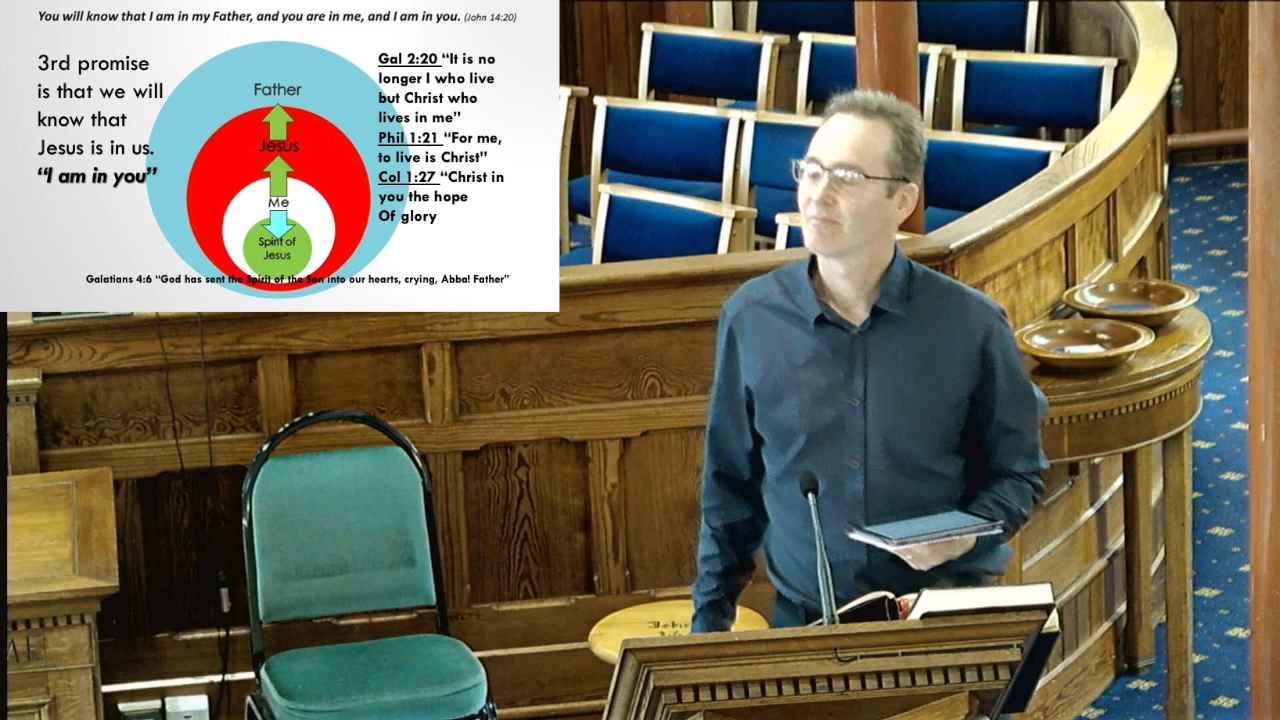 You will know that I am in my Father, and you are in me, and I am in you. (John 14:20)
3rd promise
is that we will
know that
Jesus is in us.
“I am in you”
Father
Jesus
Me
Spirit of
Jesus
Gal 2:20 “It is no
longer I who live
but Christ who
lives in me”
Phil 1:21 “For me,
to live is Christ”
Col 1:27 “Christ in
you the hope
Of glory
Galatians 4:6 “God has sent the Spirit of the Son into our hearts, crying, Abba! Father”
John